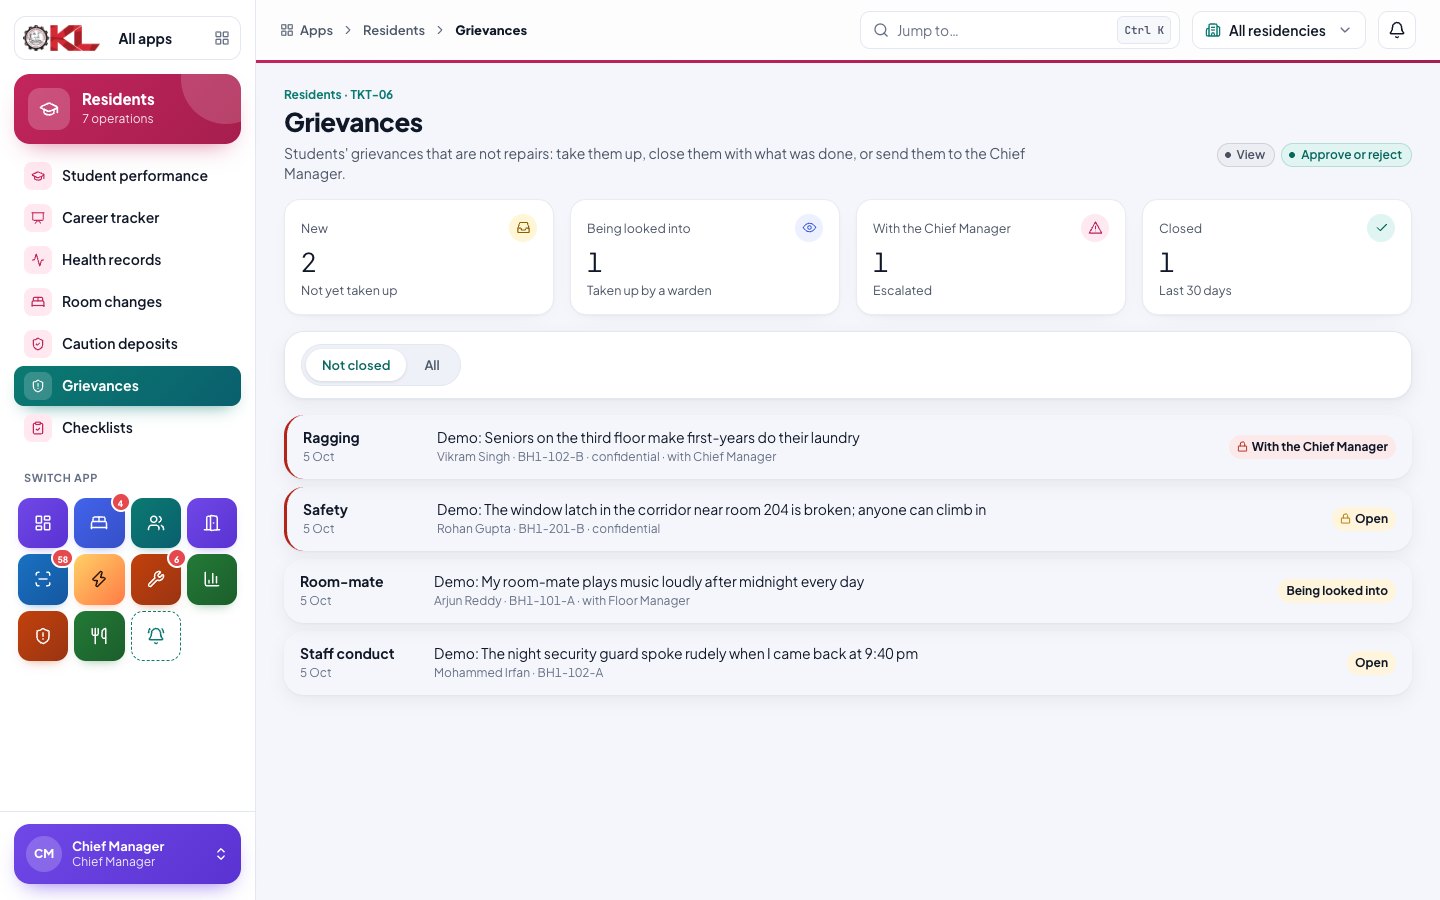 KL All apps
Apps > Residents > Grievances
Jump to...
Ctrl K
All residencies
Residents
7 operations
Student performance
Career tracker
Health records
Room changes
Caution deposits
Grievances
Checklists
SWITCH APP
4
58
6
CM
Chief Manager
Chief Manager
Residents · TKT-06
Grievances
Students' grievances that are not repairs: take them up, close them with what was done, or send them to the Chief
Manager.
View
Approve or reject
New
2
Not yet taken up
Being looked into
1
Taken up by a warden
With the Chief Manager
1
Escalated
Closed
1
Last 30 days
Not closed
All
Ragging
5 Oct
Demo: Seniors on the third floor make first-years do their laundry
Vikram Singh · BH1-102-B · confidential · with Chief Manager
With the Chief Manager
Safety
5 Oct
Demo: The window latch in the corridor near room 204 is broken; anyone can climb in
Rohan Gupta · BH1-201-B · confidential
Open
Room-mate
5 Oct
Demo: My room-mate plays music loudly after midnight every day
Arjun Reddy · BH1-101-A · with Floor Manager
Being looked into
Staff conduct
5 Oct
Demo: The night security guard spoke rudely when I came back at 9:40 pm
Mohammed Irfan · BH1-102-A
Open